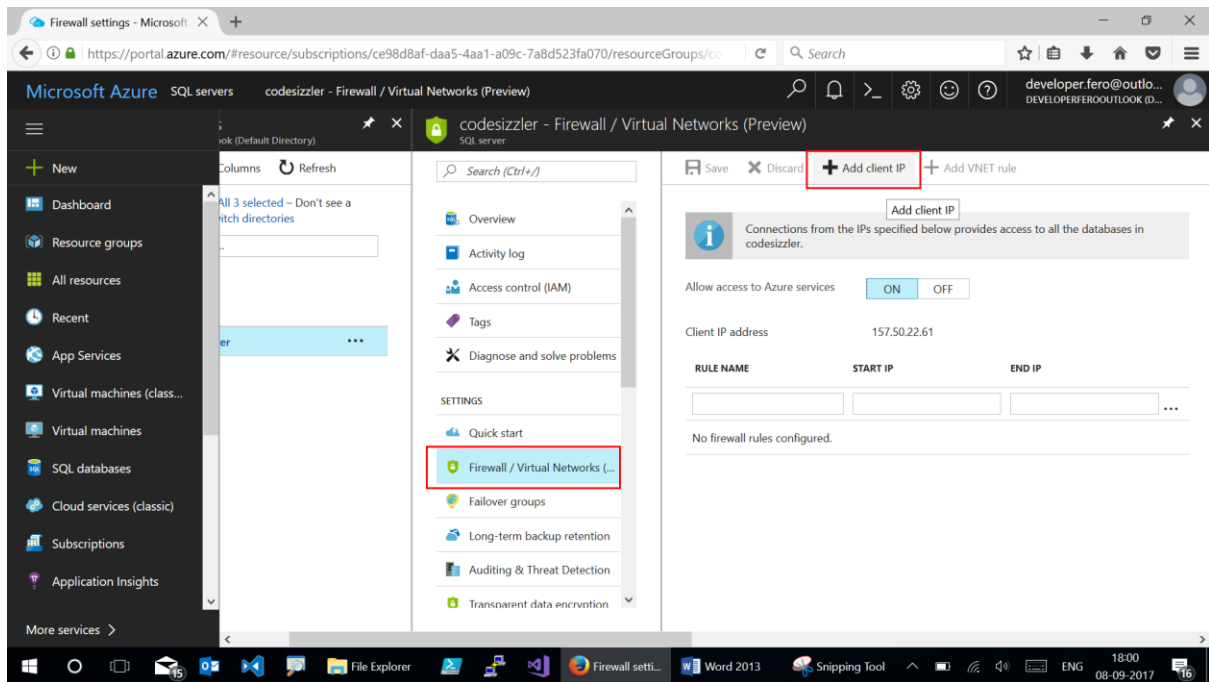 Firewall settings - Microsoft
https://portal.azure.com/#resource/subscriptions/ce98d8af-daa5-4aa1-a09c-7a8d523fa070/resourceGroups/co
Search
Microsoft Azure SQL servers codesizzler - Firewall / Virtual Networks (Preview)
developer.fero@outlo...
DEVELOPERFEROOUTLOOK (D...
New
Dashboard
Resource groups
All resources
Recent
App Services
Virtual machines (class...
Virtual machines
SQL databases
Cloud services (classic)
Subscriptions
Application Insights
More services >
ook (Default Directory)
Columns Refresh
All 3 selected – Don't see a
itch directories
er ...
codesizzler - Firewall / Virtual Networks (Preview)
SQL server
Search (Ctrl+/)
Overview
Activity log
Access control (IAM)
Tags
Diagnose and solve problems
SETTINGS
Quick start
Firewall / Virtual Networks (...
Failover groups
Long-term backup retention
Auditing & Threat Detection
Transparent data encryption
Save Discard Add client IP Add VNET rule
Add client IP
Connections from the IPs specified below provides access to all the databases in
codesizzler.
Allow access to Azure services ON OFF
Client IP address 157.50.22.61
RULE NAME START IP END IP
...
No firewall rules configured.
15
File Explorer
Firewall setti...
Word 2013
Snipping Tool
ENG
18:00
08-09-2017
16